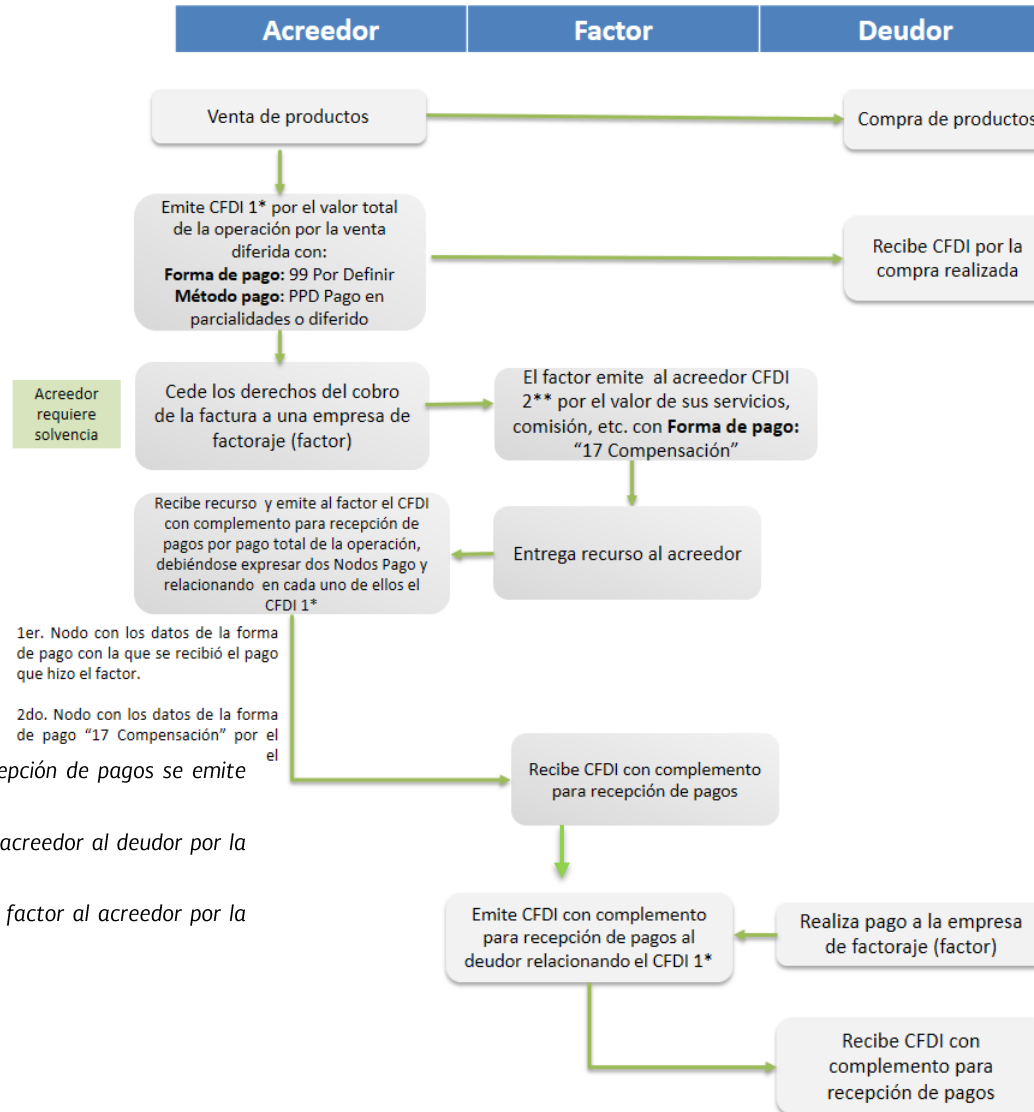 Acreedor
Factor
Deudor
Venta de productos
Compra de productos
Emite CFDI 1* por el valor total
de la operación por la venta
diferida con:
Forma de pago: 99 Por Definir
Método pago: PPD Pago en
parcialidades o diferido
Recibe CFDI por la
compra realizada
Acreedor
requiere
solvencia
Cede los derechos del cobro
de la factura a una empresa de
factoraje (factor)
El factor emite al acreedor CFDI
2** por el valor de sus servicios,
comisión, etc. con Forma de pago:
“17 Compensación”
Recibe recurso y emite al factor el CFDI
con complemento para recepción de
pagos por pago total de la operación,
debiéndose expresar dos Nodos Pago y
relacionando en cada uno de ellos el
CFDI 1*
Entrega recurso al acreedor
1er. Nodo con los datos de la forma
de pago con la que se recibió el pago
que hizo el factor.
2do. Nodo con los datos de la forma
de pago “17 Compensación” por el
el
epción de pagos se emite
acreedor al deudor por la
factor al acreedor por la
Recibe CFDI con complemento
para recepción de pagos
Emite CFDI con complemento
para recepción de pagos al
deudor relacionando el CFDI 1*
Realiza pago a la empresa
de factoraje (factor)
Recibe CFDI con
complemento para
recepción de pagos